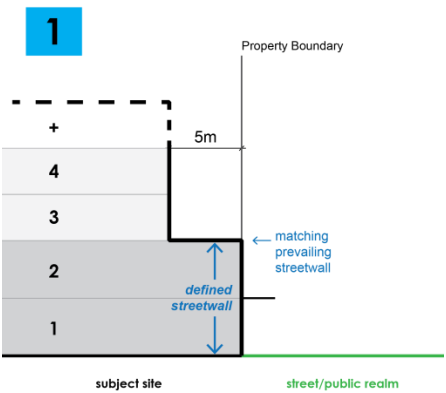 1
Property Boundary
+
5m
4
3
matching
prevailing
streetwall
2
defined
streetwall
1
subject site
street/public realm